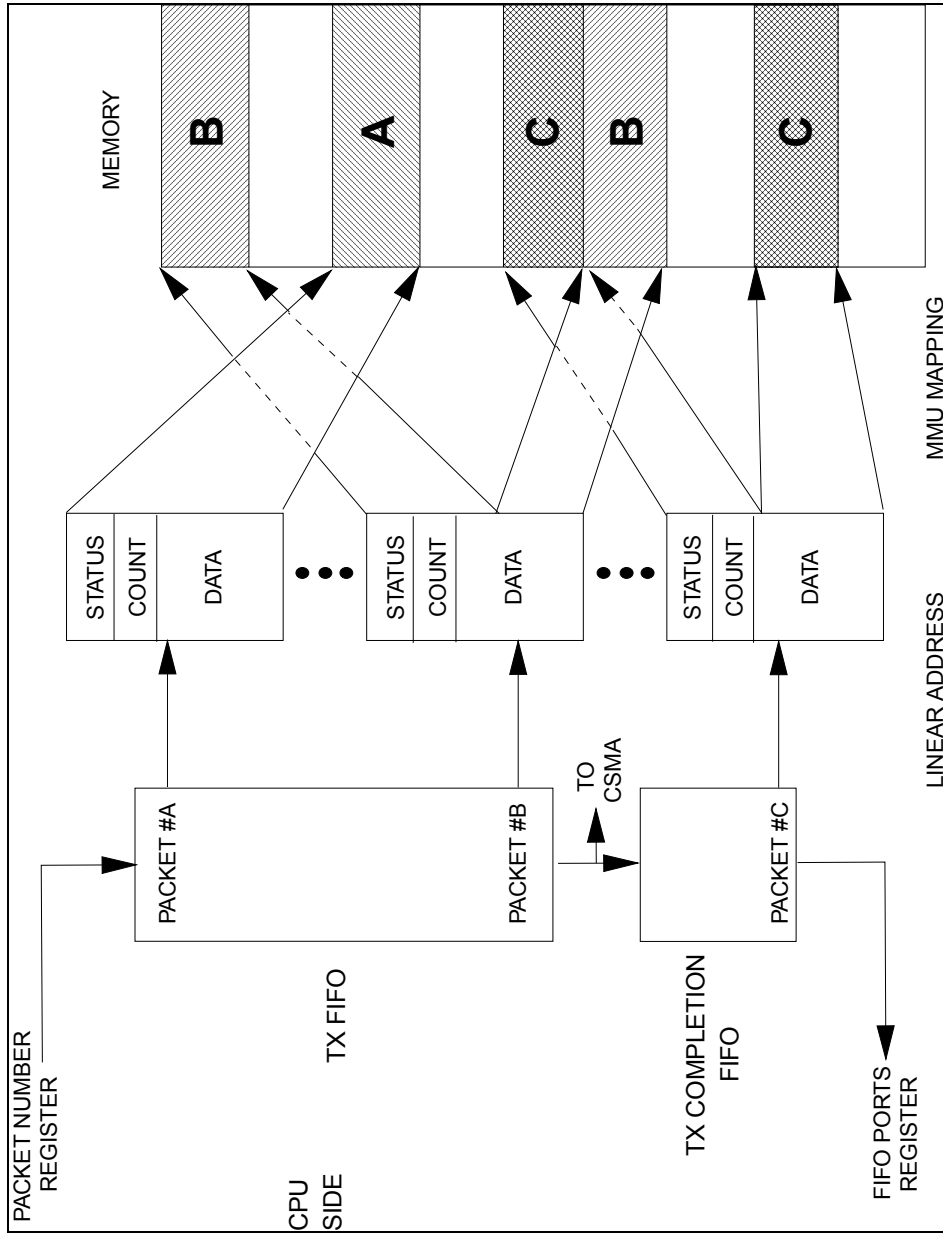 PACKET NUMBER
REGISTER
CPU
SIDE
TX FIFO
PACKET #A
PACKET #B
TO
CSMA
TX COMPLETION
FIFO
PACKET #C
FIFO PORTS
REGISTER
STATUS
COUNT
DATA
STATUS
COUNT
DATA
STATUS
COUNT
DATA
LINEAR ADDRESS
MMU MAPPING
MEMORY
B
A
C
B
C